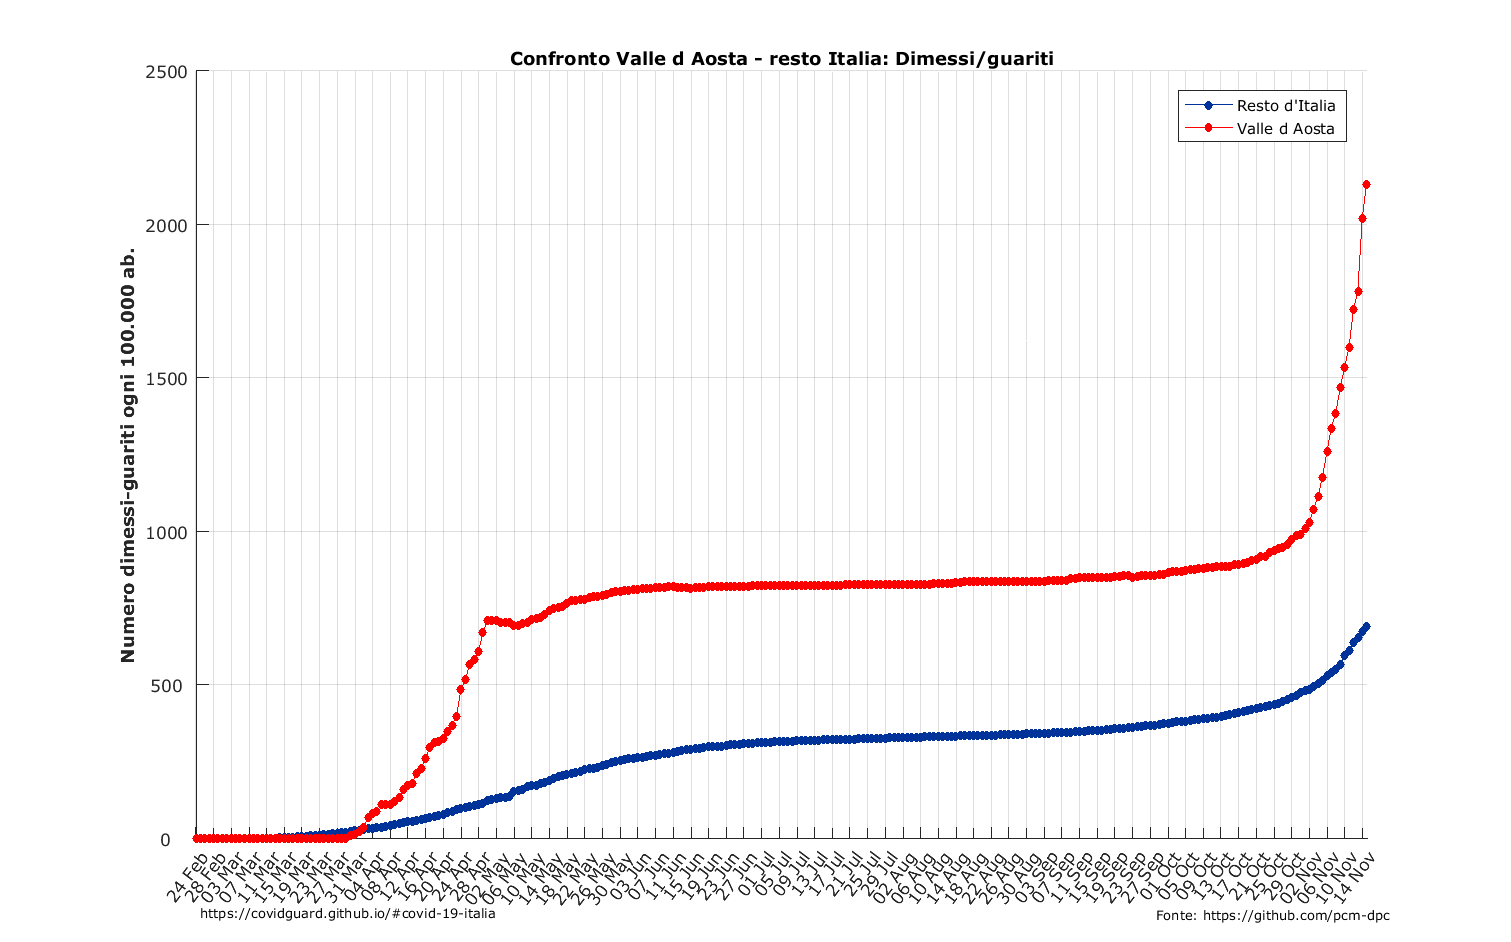 Confronto Valle d Aosta - resto Italia: Dimessi/guariti
Resto d'Italia
Valle d Aosta
Numero dimessi-guariti ogni 100.000 ab.
2500
2000
1500
1000
500
0
24 Feb
28 Feb
03 Mar
07 Mar
11 Mar
15 Mar
19 Mar
23 Mar
27 Mar
31 Mar
04 Apr
08 Apr
12 Apr
16 Apr
20 Apr
24 Apr
28 Apr
02 May
06 May
10 May
14 May
18 May
22 May
26 May
30 May
03 Jun
07 Jun
11 Jun
15 Jun
19 Jun
23 Jun
27 Jun
01 Jul
05 Jul
09 Jul
13 Jul
17 Jul
21 Jul
25 Jul
29 Jul
02 Aug
06 Aug
10 Aug
14 Aug
18 Aug
22 Aug
26 Aug
30 Aug
03 Sep
07 Sep
11 Sep
15 Sep
19 Sep
23 Sep
27 Sep
01 Oct
05 Oct
09 Oct
13 Oct
17 Oct
21 Oct
25 Oct
29 Oct
02 Nov
06 Nov
10 Nov
14 Nov
https://covidguard.github.io/#covid-19-italia
Fonte: https://github.com/pcm-dpc